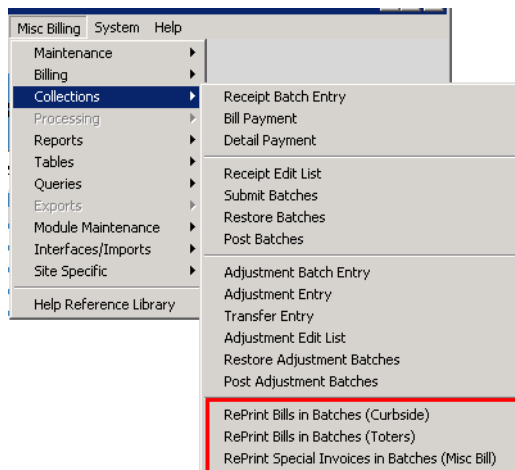 Misc Billing System Help
Maintenance
Billing
Collections
Processing
Reports
Tables
Queries
Exports
Module Maintenance
Interfaces/Imports
Site Specific
Help Reference Library
Receipt Batch Entry
Bill Payment
Detail Payment
Receipt Edit List
Submit Batches
Restore Batches
Post Batches
Adjustment Batch Entry
Adjustment Entry
Transfer Entry
Adjustment Edit List
Restore Adjustment Batches
Post Adjustment Batches
RePrint Bills in Batches (Curbside)
RePrint Bills in Batches (Toters)
RePrint Special Invoices in Batches (Misc Bill)